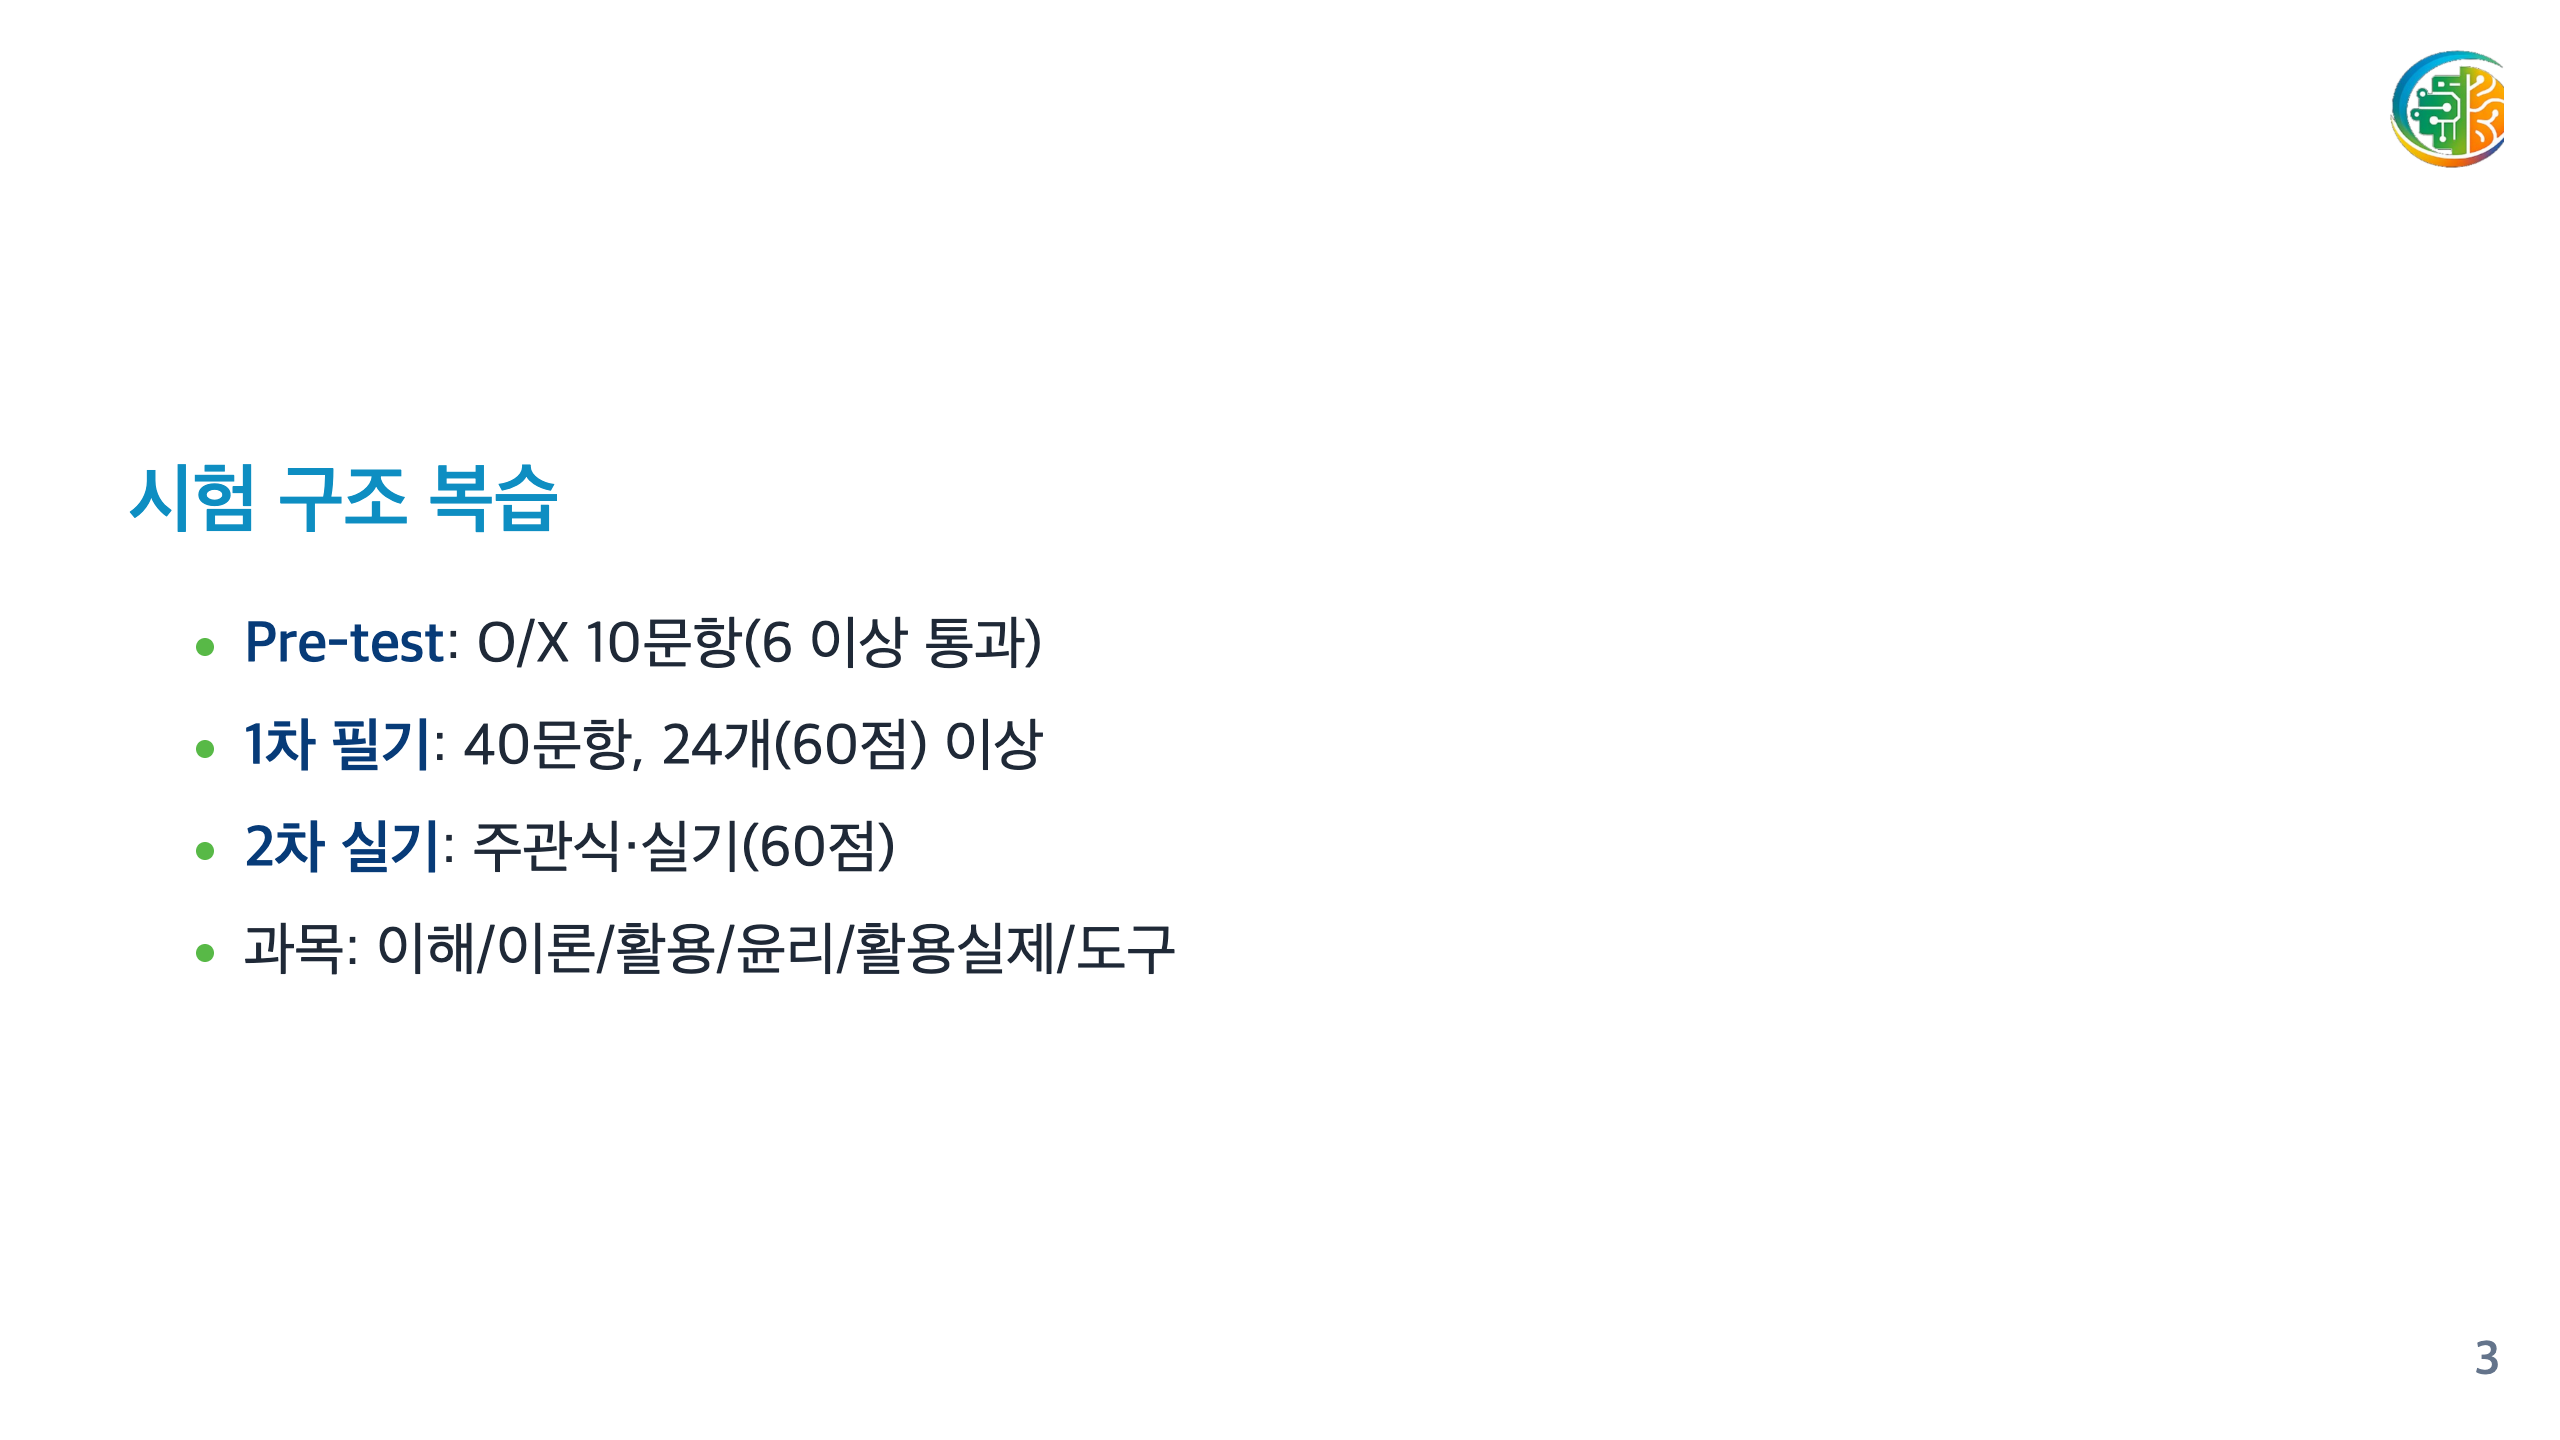 시험 구조 복습
• Pre-test: O/X 10문항(6 이상 통과)
• 1차 필기: 40문항, 24개(60점) 이상
• 2차 실기: 주관식·실기(60점)
• 과목: 이해/이론/활용/윤리/활용실제/도구
3